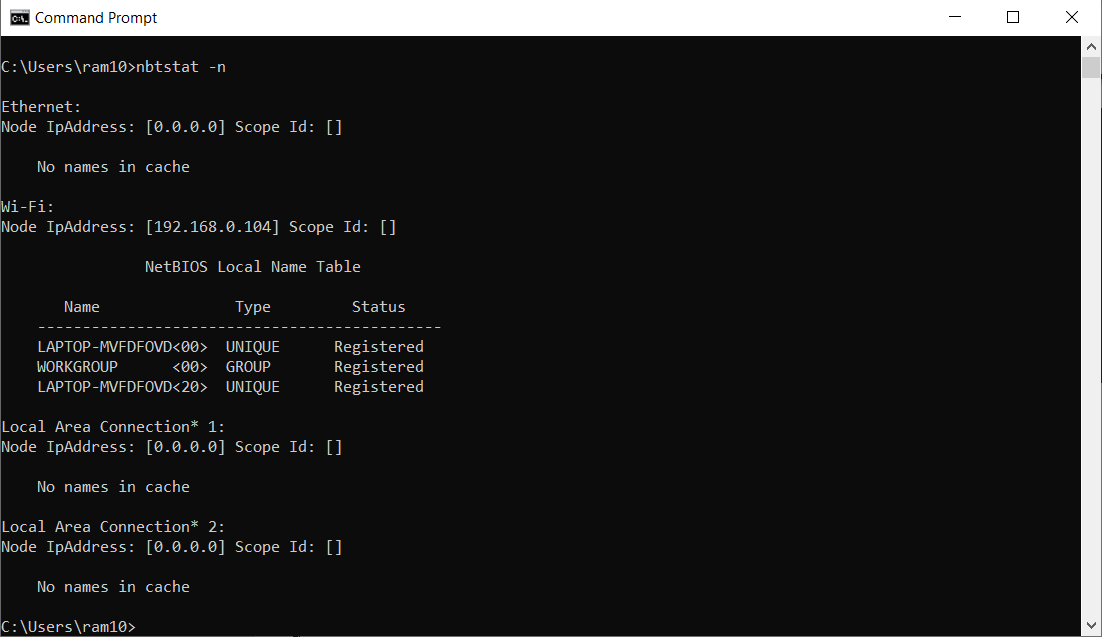 Command Prompt
C:\Users\ram10>nbtstat -n
Ethernet:
Node IpAddress: [0.0.0.0] Scope Id: []
No names in cache
Wi-Fi:
Node IpAddress: [192.168.0.104] Scope Id: []
NetBIOS Local Name Table
Name Type Status
---------------------------------------------
LAPTOP-MVFDFOVD<00> UNIQUE Registered
WORKGROUP <00> GROUP Registered
LAPTOP-MVFDFOVD<20> UNIQUE Registered
Local Area Connection* 1:
Node IpAddress: [0.0.0.0] Scope Id: []
No names in cache
Local Area Connection* 2:
Node IpAddress: [0.0.0.0] Scope Id: []
No names in cache
C:\Users\ram10>